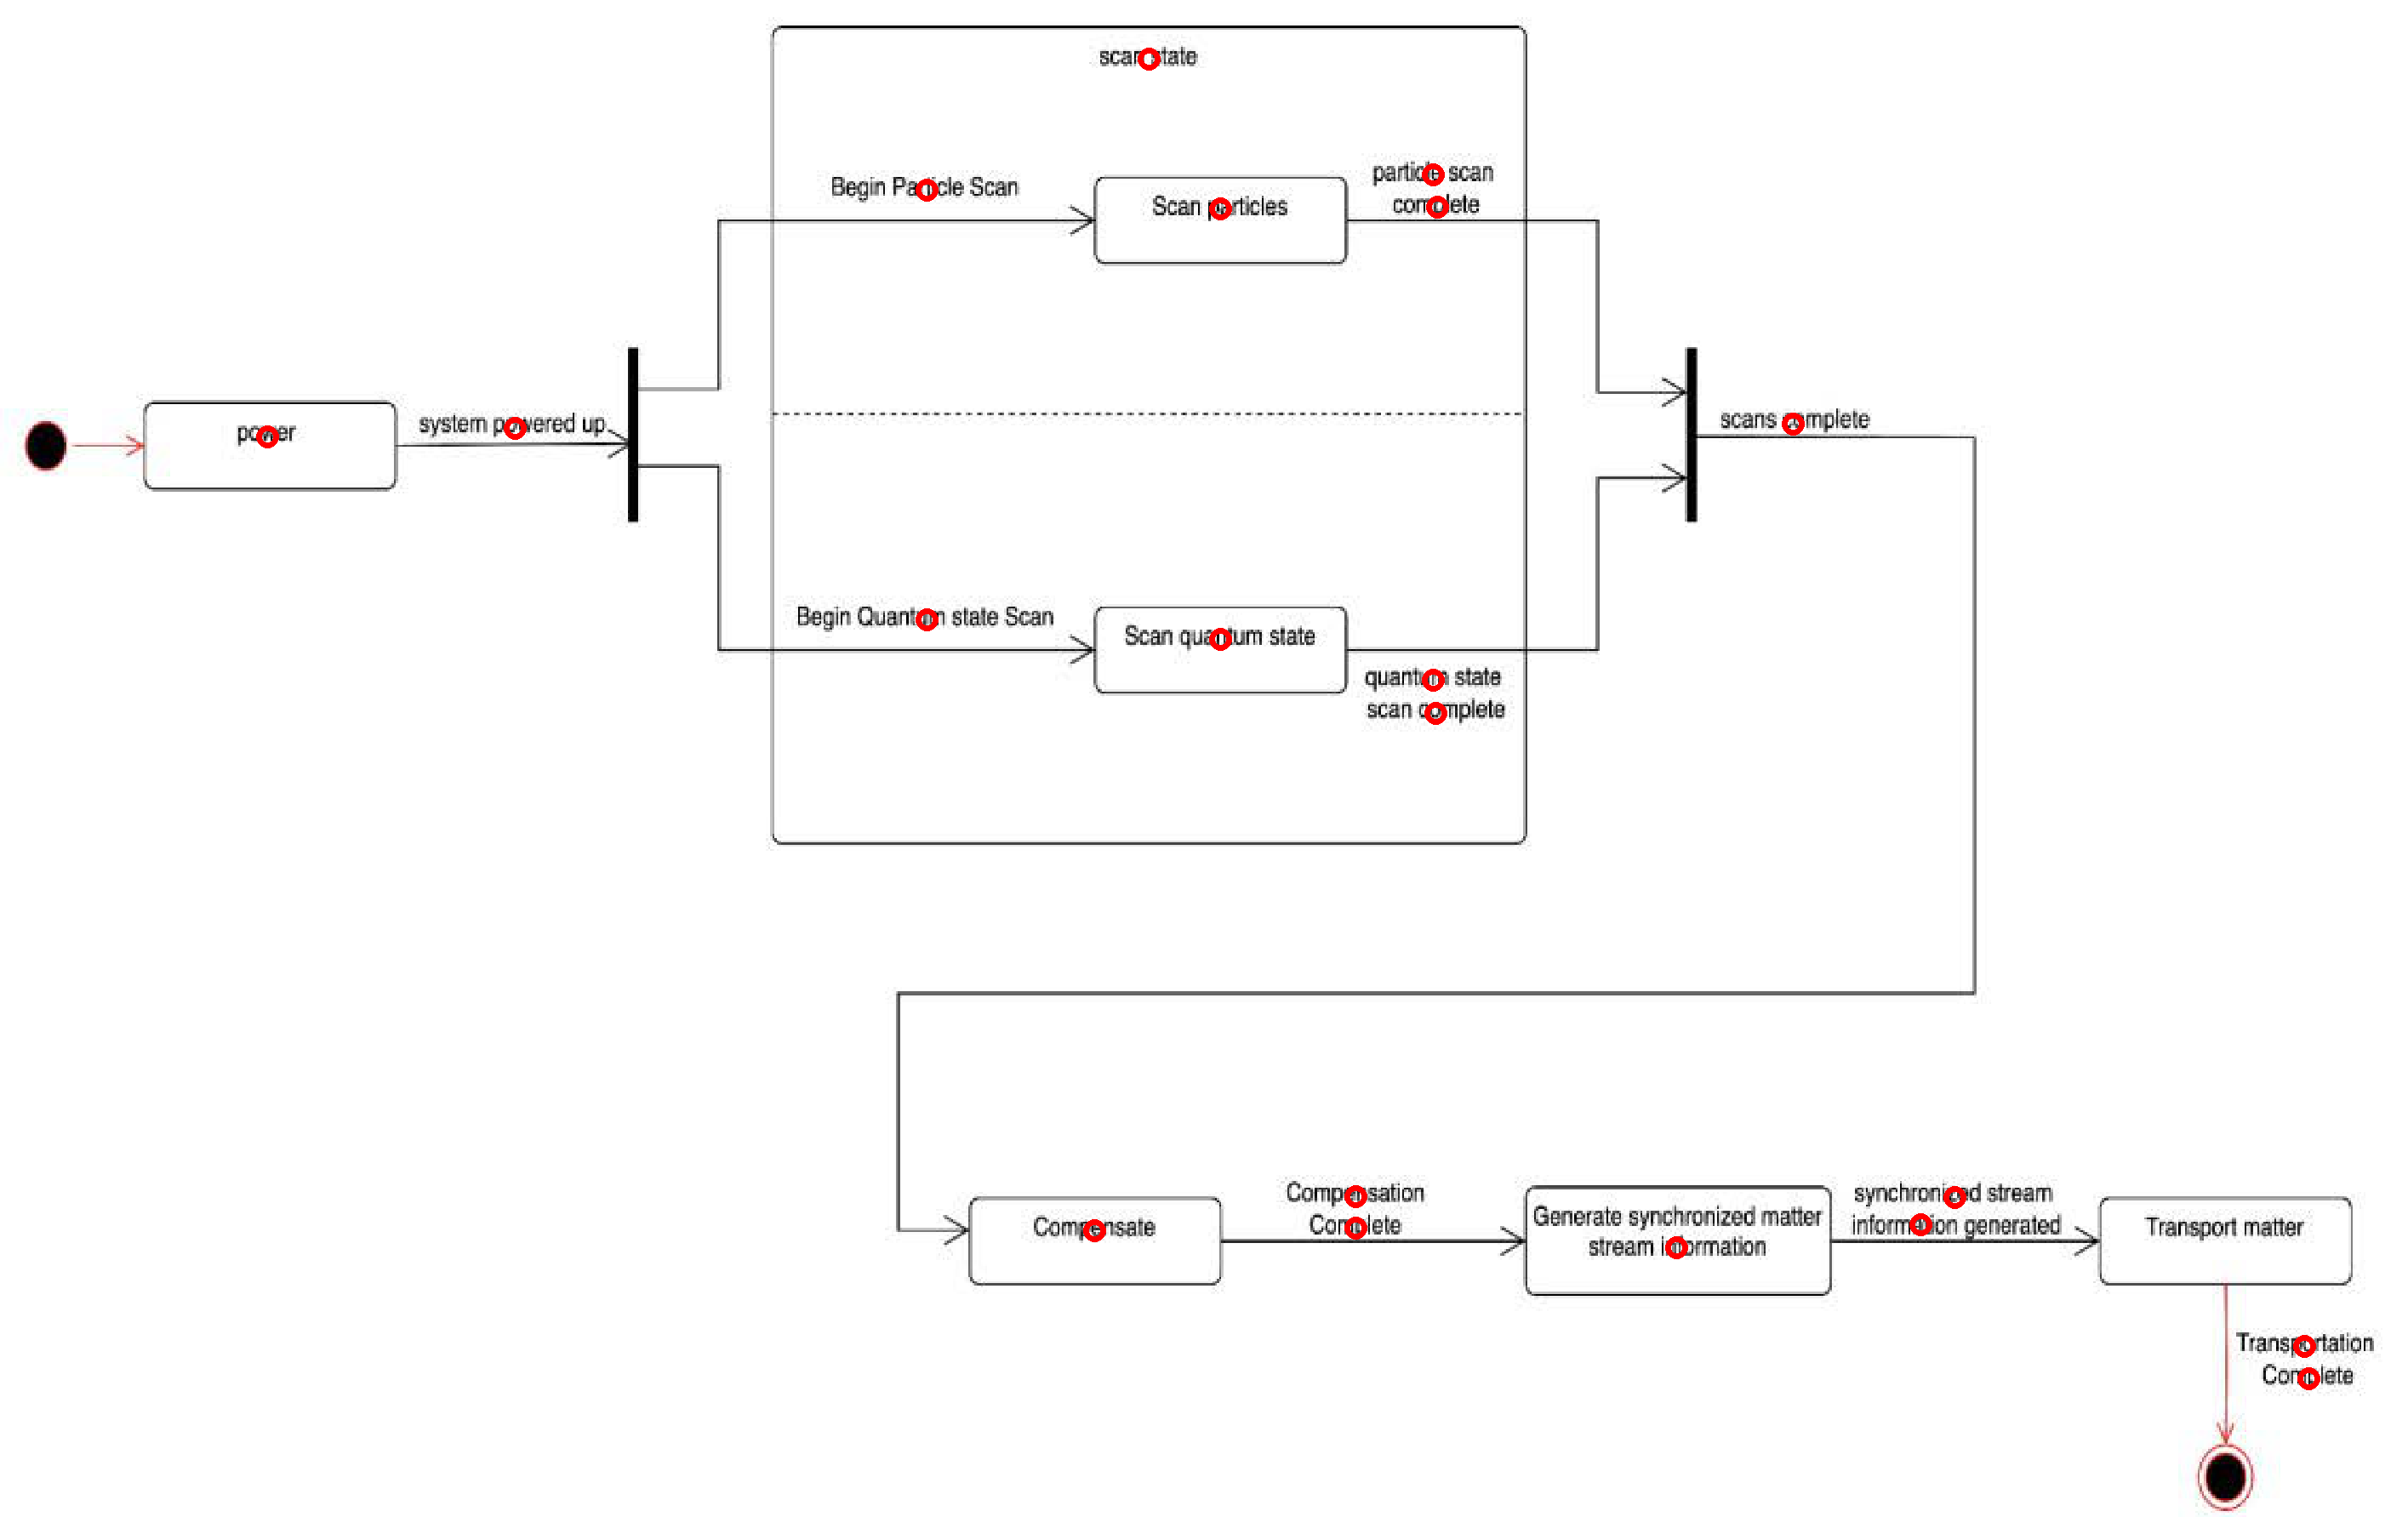 scan state
Begin Particle Scan
Scan particles
particle scan
complete
power
system powered up
scans complete
Begin Quantum state Scan
Scan quantum state
quantum state
scan complete
Compensate
Compensation
Complete
Generate synchronized matter
stream information
synchronized stream
information generated
Transport matter
Transportation
Complete